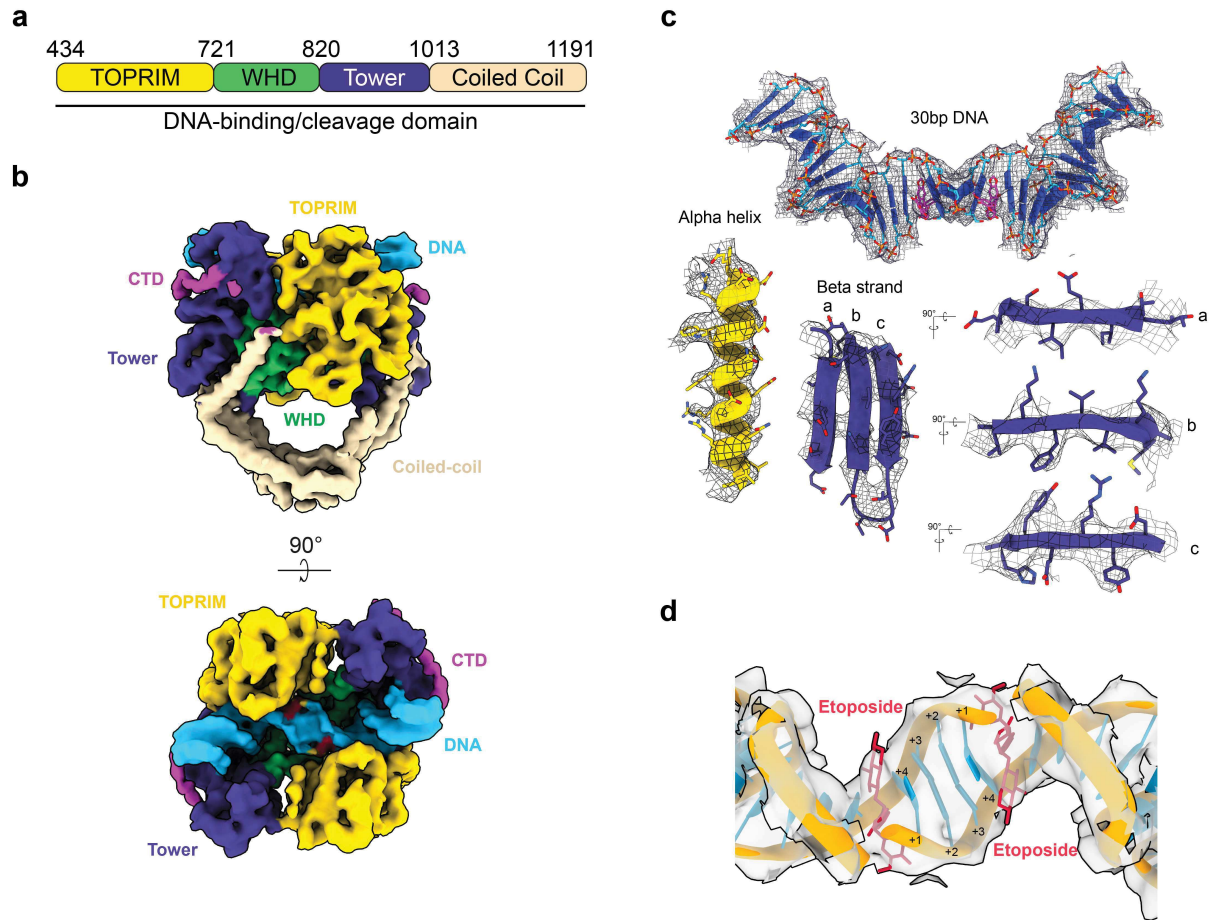 a
434 721 820 1013 1191
TOPRIM WHD Tower Coiled Coil
DNA-binding/cleavage domain
b
TOPRIM
DNA
CTD
Tower
WHD
Coiled-coil
90°
TOPRIM
CTD
DNA
Tower
c
30bp DNA
Alpha helix
Beta strand
a
b
c
90°
a
90°
b
90°
c
d
Etoposide
+1
+2
+3
+4
+4
+3
+2
+1
Etoposide